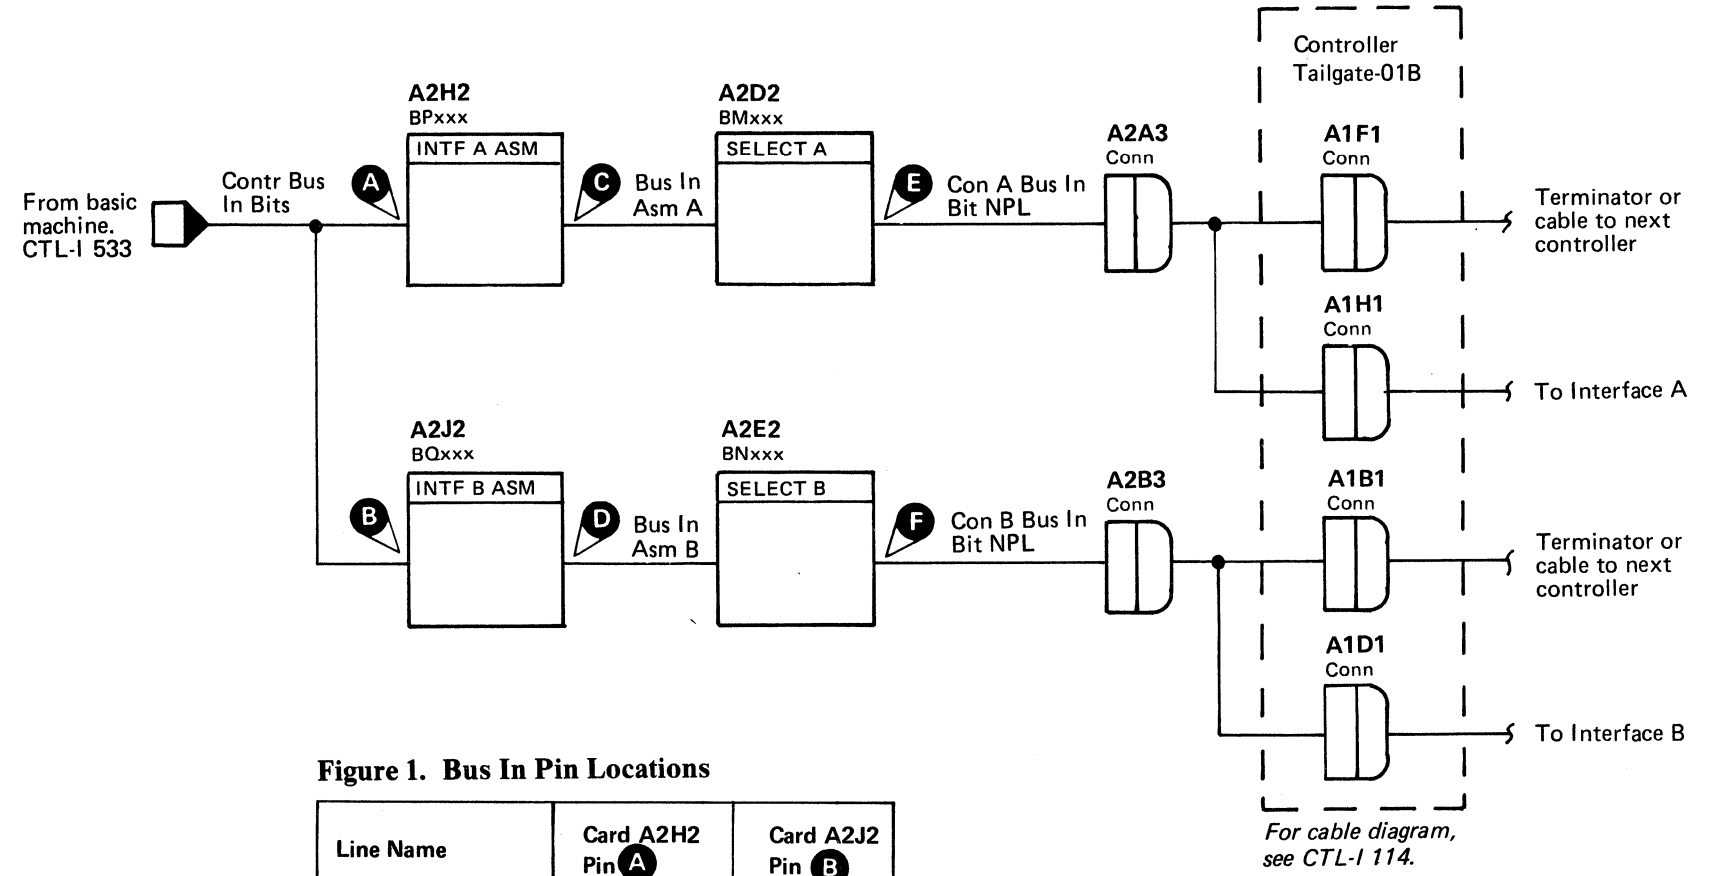 Controller
Tailgate-01B
A2H2
BPxxx
INTF A ASM
A2D2
BMxxx
SELECT A
A2A3
Conn
A1F1
Conn
From basic
machine.
CTL-I 533
Contr Bus
In Bits
A
C
Bus In
Asm A
E
Con A Bus In
Bit NPL
Terminator or
cable to next
controller
A1H1
Conn
To Interface A
A2J2
BQxxx
INTF B ASM
A2E2
BNxxx
SELECT B
A2B3
Conn
A1B1
Conn
B
D
Bus In
Asm B
F
Con B Bus In
Bit NPL
Terminator or
cable to next
controller
A1D1
Conn
To Interface B
Figure 1. Bus In Pin Locations
Line Name
Card A2H2
Pin A
Card A2J2
Pin B
For cable diagram,
see CTL-I 114.